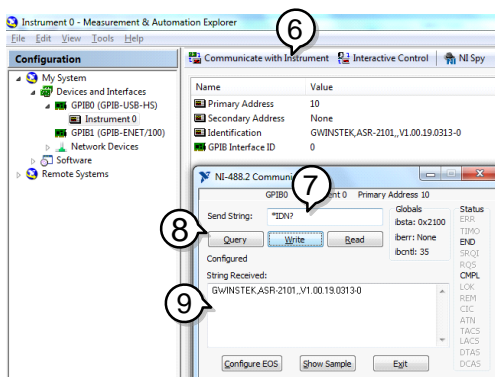 Instrument 0 - Measurement & Automation Explorer
File Edit View Tools Help
6
Configuration
Communicate with Instrument Interactive Control NI Spy
My System
Devices and Interfaces
GPIB0 (GPIB-USB-HS)
Instrument 0
GPIB1 (GPIB-ENET/100)
Network Devices
Software
Remote Systems
Name Value
Primary Address 10
Secondary Address None
Identification GWINSTEK,ASR-2101,,V1.00.19.0313-0
GPIB Interface ID 0
NI-488.2
7
GPIB0 0 Primary Address 10
Send String: *IDN?
8
Query Write Read
Configured
Globals
ibsta: 0x2100
iberr: None
ibcntl: 35
Status
ERR
TIMO
END
SRQI
RQS
CMPL
LOK
REM
CIC
ATN
TACS
LACS
DTAS
DCAS
String Received:
9
GWINSTEK,ASR-2101,,V1.00.19.0313-0
Configure EOS Show Sample Exit